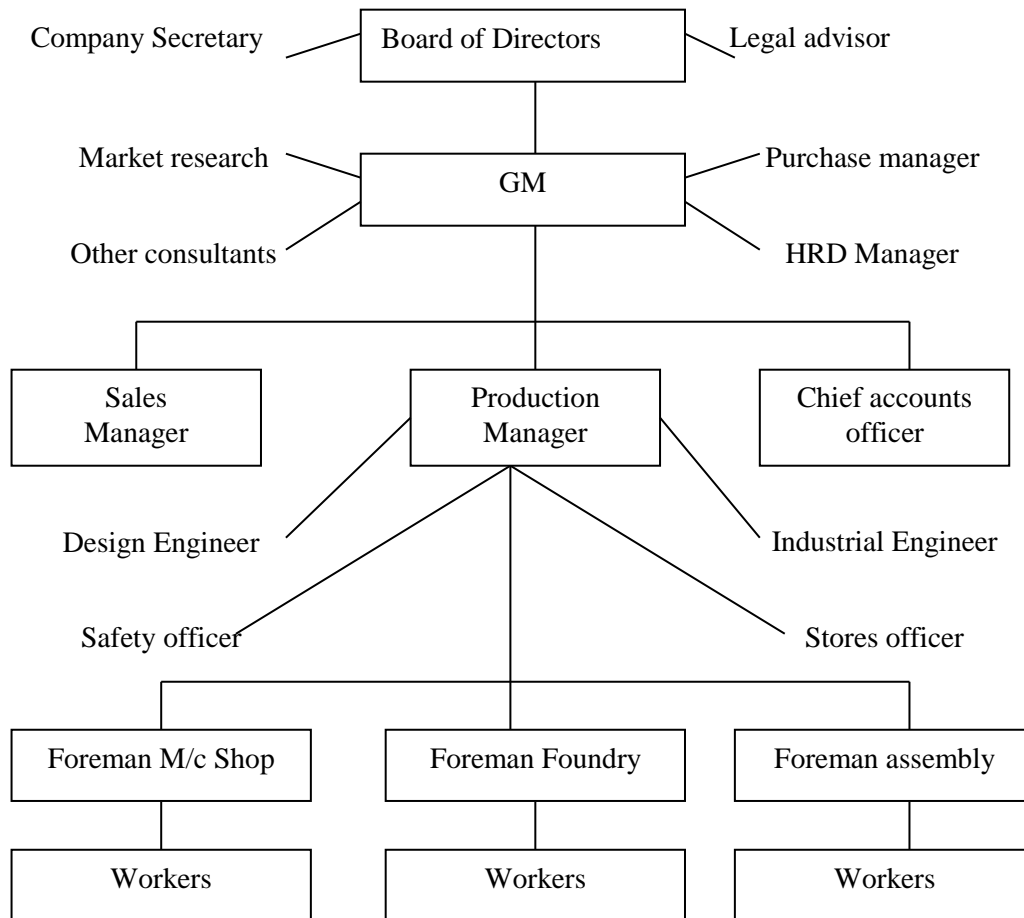 Company Secretary
Board of Directors
Legal advisor
Market research
GM
Purchase manager
Other consultants
HRD Manager
Sales
Manager
Production
Manager
Chief accounts
officer
Design Engineer
Industrial Engineer
Safety officer
Stores officer
Foreman M/c Shop
Foreman Foundry
Foreman assembly
Workers
Workers
Workers